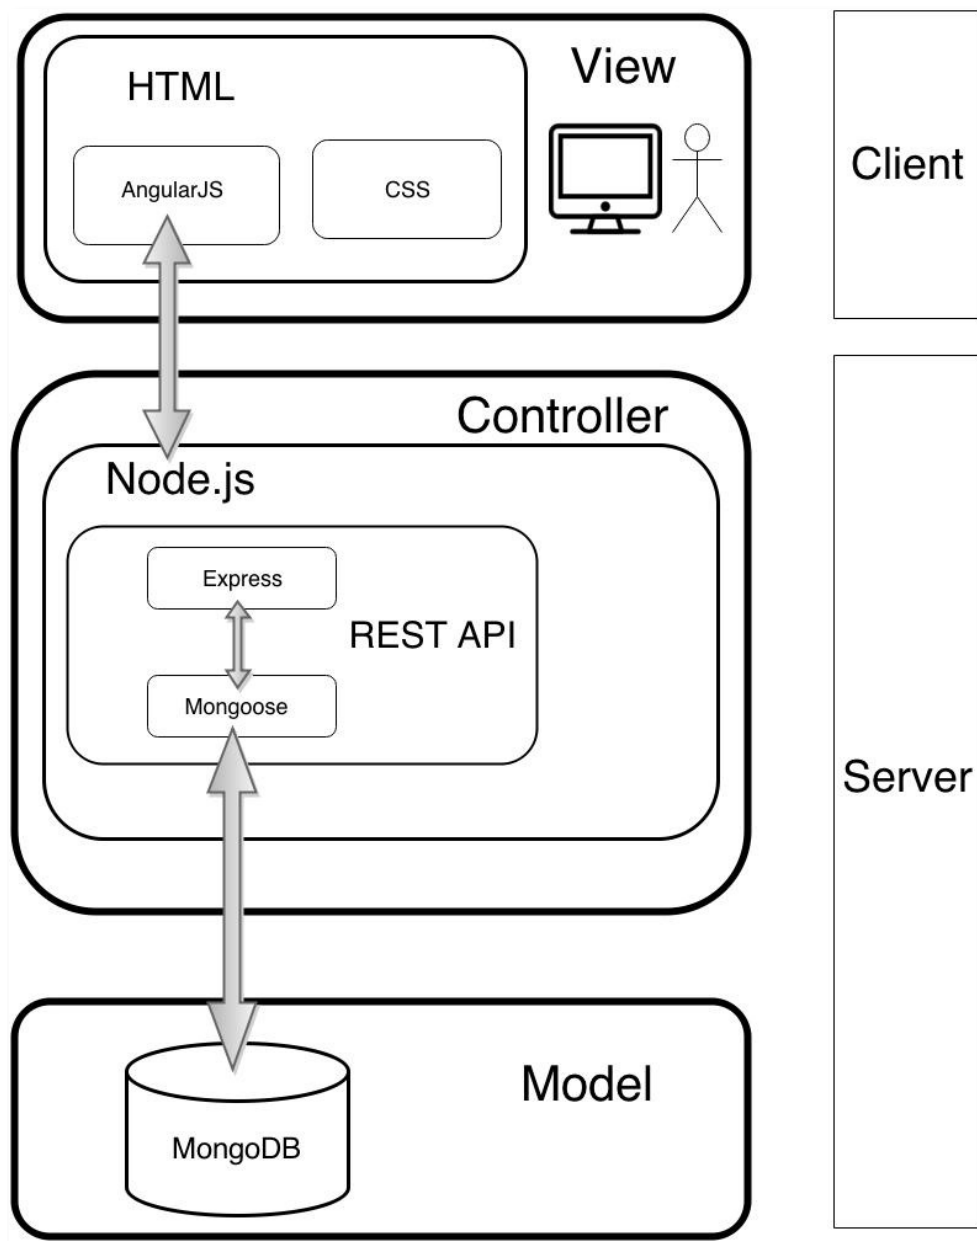 View
HTML
AngularJS
CSS
Client
Controller
Node.js
Express
REST API
Mongoose
Server
Model
MongoDB